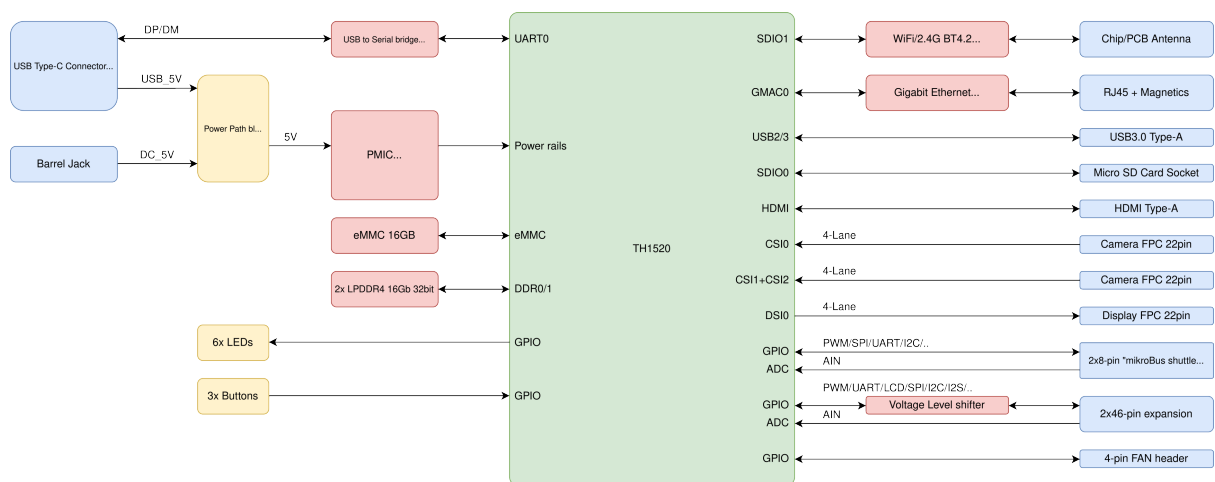 DP/DM
USB to Serial bridge...
UART0
SDIO1
WiFi/2.4G BT4.2...
Chip/PCB Antenna
USB Type-C Connector...
USB_5V
GMAC0
Gigabit Ethernet...
RJ45 + Magnetics
Power Path bl...
5V
PMIC...
Power rails
USB2/3
USB3.0 Type-A
Barrel Jack
DC_5V
SDIO0
Micro SD Card Socket
HDMI
HDMI Type-A
eMMC 16GB
eMMC
TH1520
CSI0
4-Lane
Camera FPC 22pin
2x LPDDR4 16Gb 32bit
DDR0/1
CSI1+CSI2
4-Lane
Camera FPC 22pin
DSI0
4-Lane
Display FPC 22pin
6x LEDs
GPIO
GPIO
PWM/SPI/UART/I2C/..
ADC
AIN
2x8-pin "mikroBus shuttle...
3x Buttons
GPIO
PWM/UART/LCD/SPI/I2C/I2S/..
GPIO
Voltage Level shifter
ADC
AIN
2x46-pin expansion
GPIO
4-pin FAN header